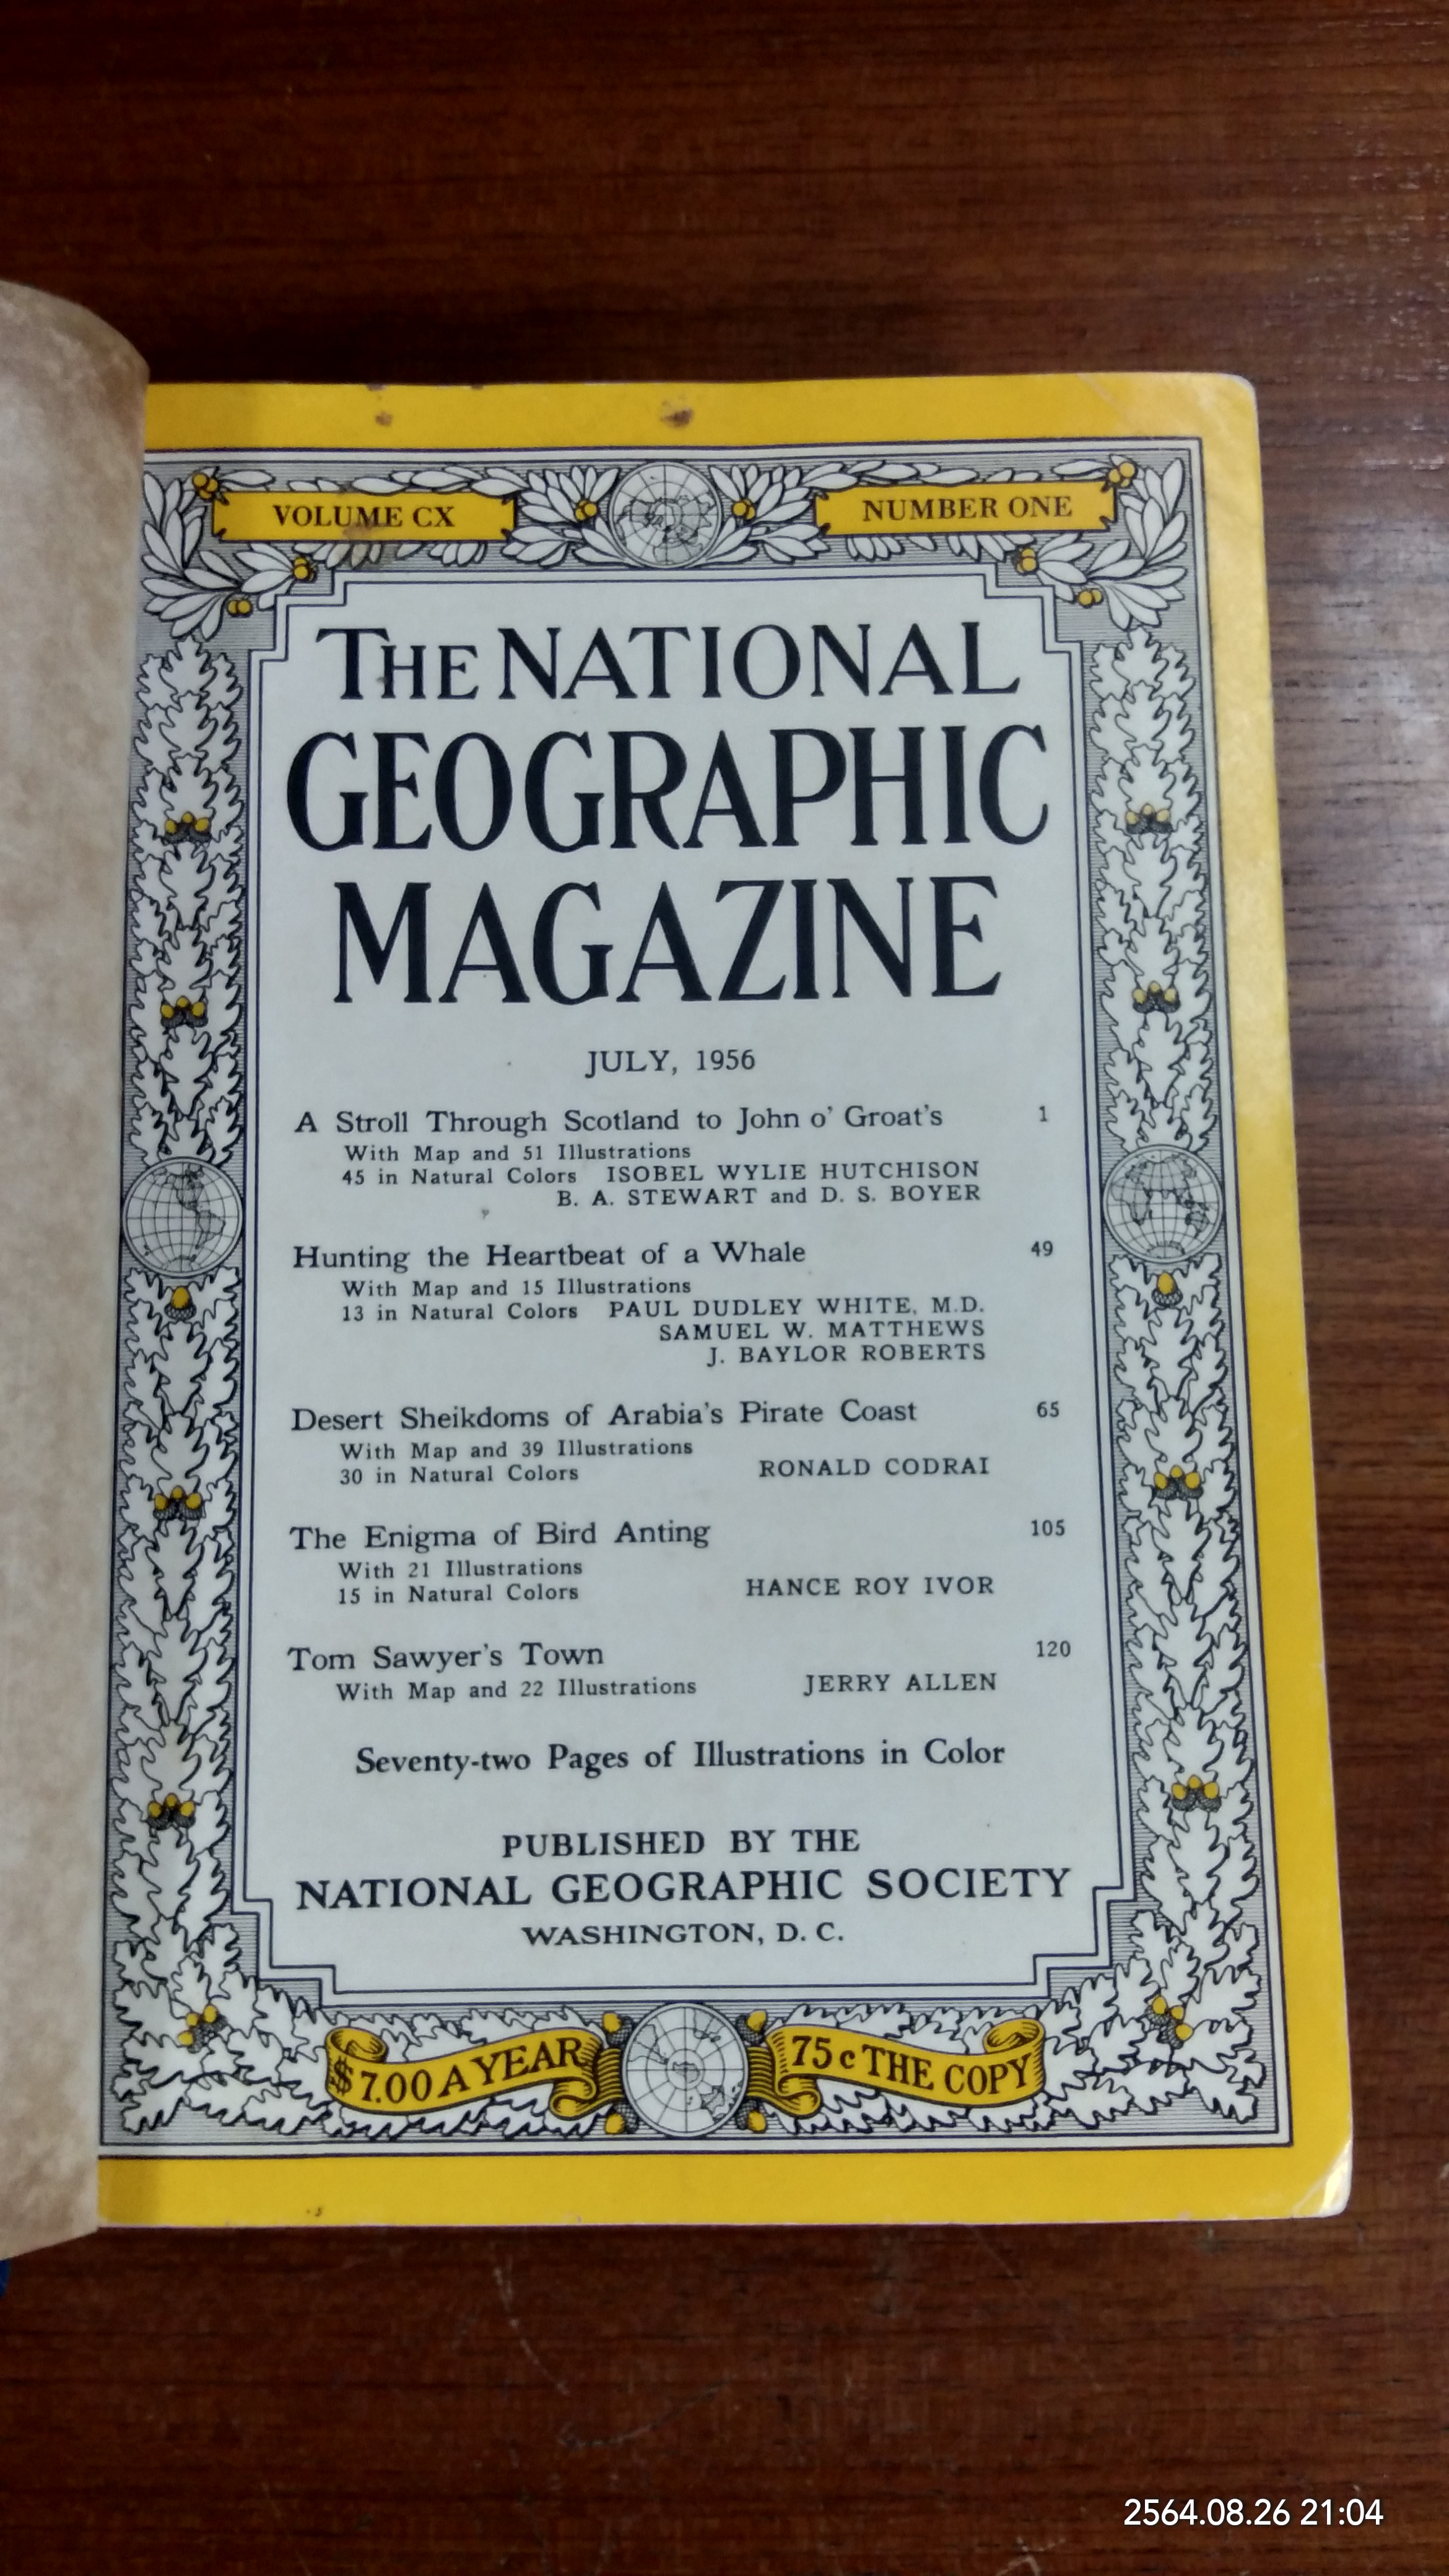 VOLUME CX
NUMBER ONE
THE NATIONAL
GEOGRAPHIC
MAGAZINE
JULY, 1956
A Stroll Through Scotland to John o' Groat's 1
With Map and 51 Illustrations
45 in Natural Colors ISOBEL WYLIE HUTCHISON
B. A. STEWART and D. S. BOYER
Hunting the Heartbeat of a Whale 49
With Map and 15 Illustrations
13 in Natural Colors PAUL DUDLEY WHITE, M.D.
SAMUEL W. MATTHEWS
J. BAYLOR ROBERTS
Desert Sheikdoms of Arabia's Pirate Coast 65
With Map and 39 Illustrations
30 in Natural Colors RONALD CODRAI
The Enigma of Bird Anting 105
With 21 Illustrations
15 in Natural Colors HANCE ROY IVOR
Tom Sawyer's Town 120
With Map and 22 Illustrations JERRY ALLEN
Seventy-two Pages of Illustrations in Color
PUBLISHED BY THE
NATIONAL GEOGRAPHIC SOCIETY
WASHINGTON, D. C.
$7.00 A YEAR
75c THE COPY
2564.08.26 21:04